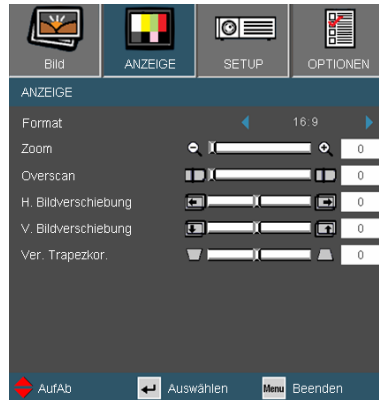 Bild ANZEIGE SETUP OPTIONEN
ANZEIGE
Format 16:9
Zoom 0
Overscan 0
H. Bildverschiebung 0
V. Bildverschiebung 0
Ver. Trapezkor. 0
AufAb Auswählen Menu Beenden